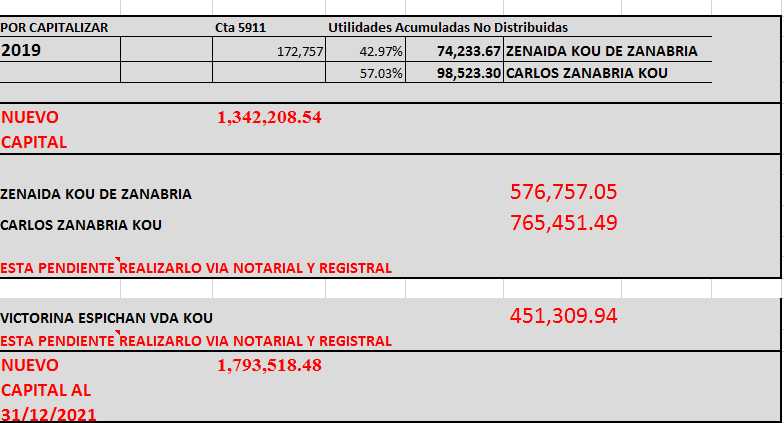 POR CAPITALIZAR Cta 5911 Utilidades Acumuladas No Distribuidas
2019 172,757 42.97% 74,233.67 ZENAIDA KOU DE ZANABRIA
57.03% 98,523.30 CARLOS ZANABRIA KOU
NUEVO 1,342,208.54
CAPITAL
ZENAIDA KOU DE ZANABRIA 576,757.05
CARLOS ZANABRIA KOU 765,451.49
ESTA PENDIENTE REALIZARLO VIA NOTARIAL Y REGISTRAL
VICTORINA ESPICHAN VDA KOU 451,309.94
ESTA PENDIENTE REALIZARLO VIA NOTARIAL Y REGISTRAL
NUEVO 1,793,518.48
CAPITAL AL
31/12/2021